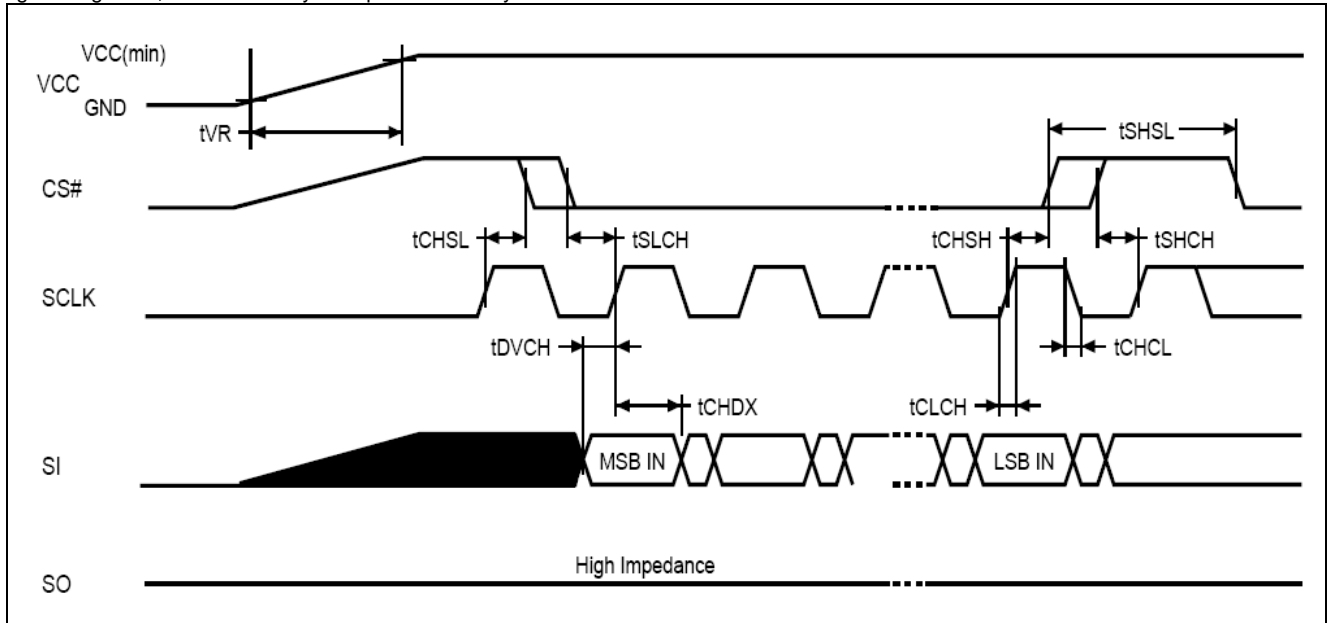 VCC(min)
VCC
GND
tVR
tSHSL
CS#
tCHSL
tSLCH
tCHSH
tSHCH
SCLK
tDVCH
tCHCL
tCHDX
tCLCH
SI
MSB IN
LSB IN
High Impedance
SO